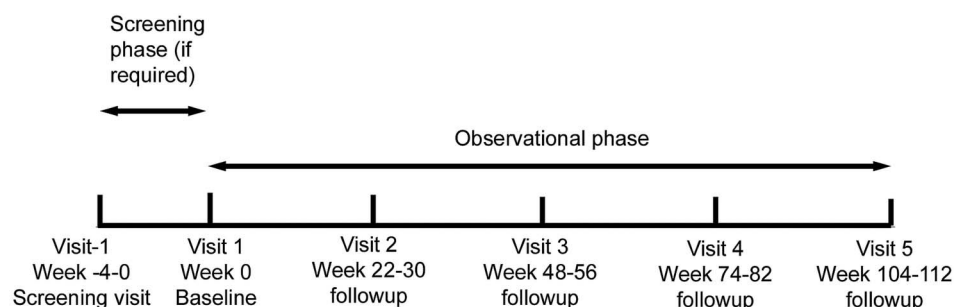 Screening
phase (if
required)
Observational phase
Visit-1
Week -4-0
Screening visit
Visit 1
Week 0
Baseline
Visit 2
Week 22-30
followup
Visit 3
Week 48-56
followup
Visit 4
Week 74-82
followup
Visit 5
Week 104-112
followup